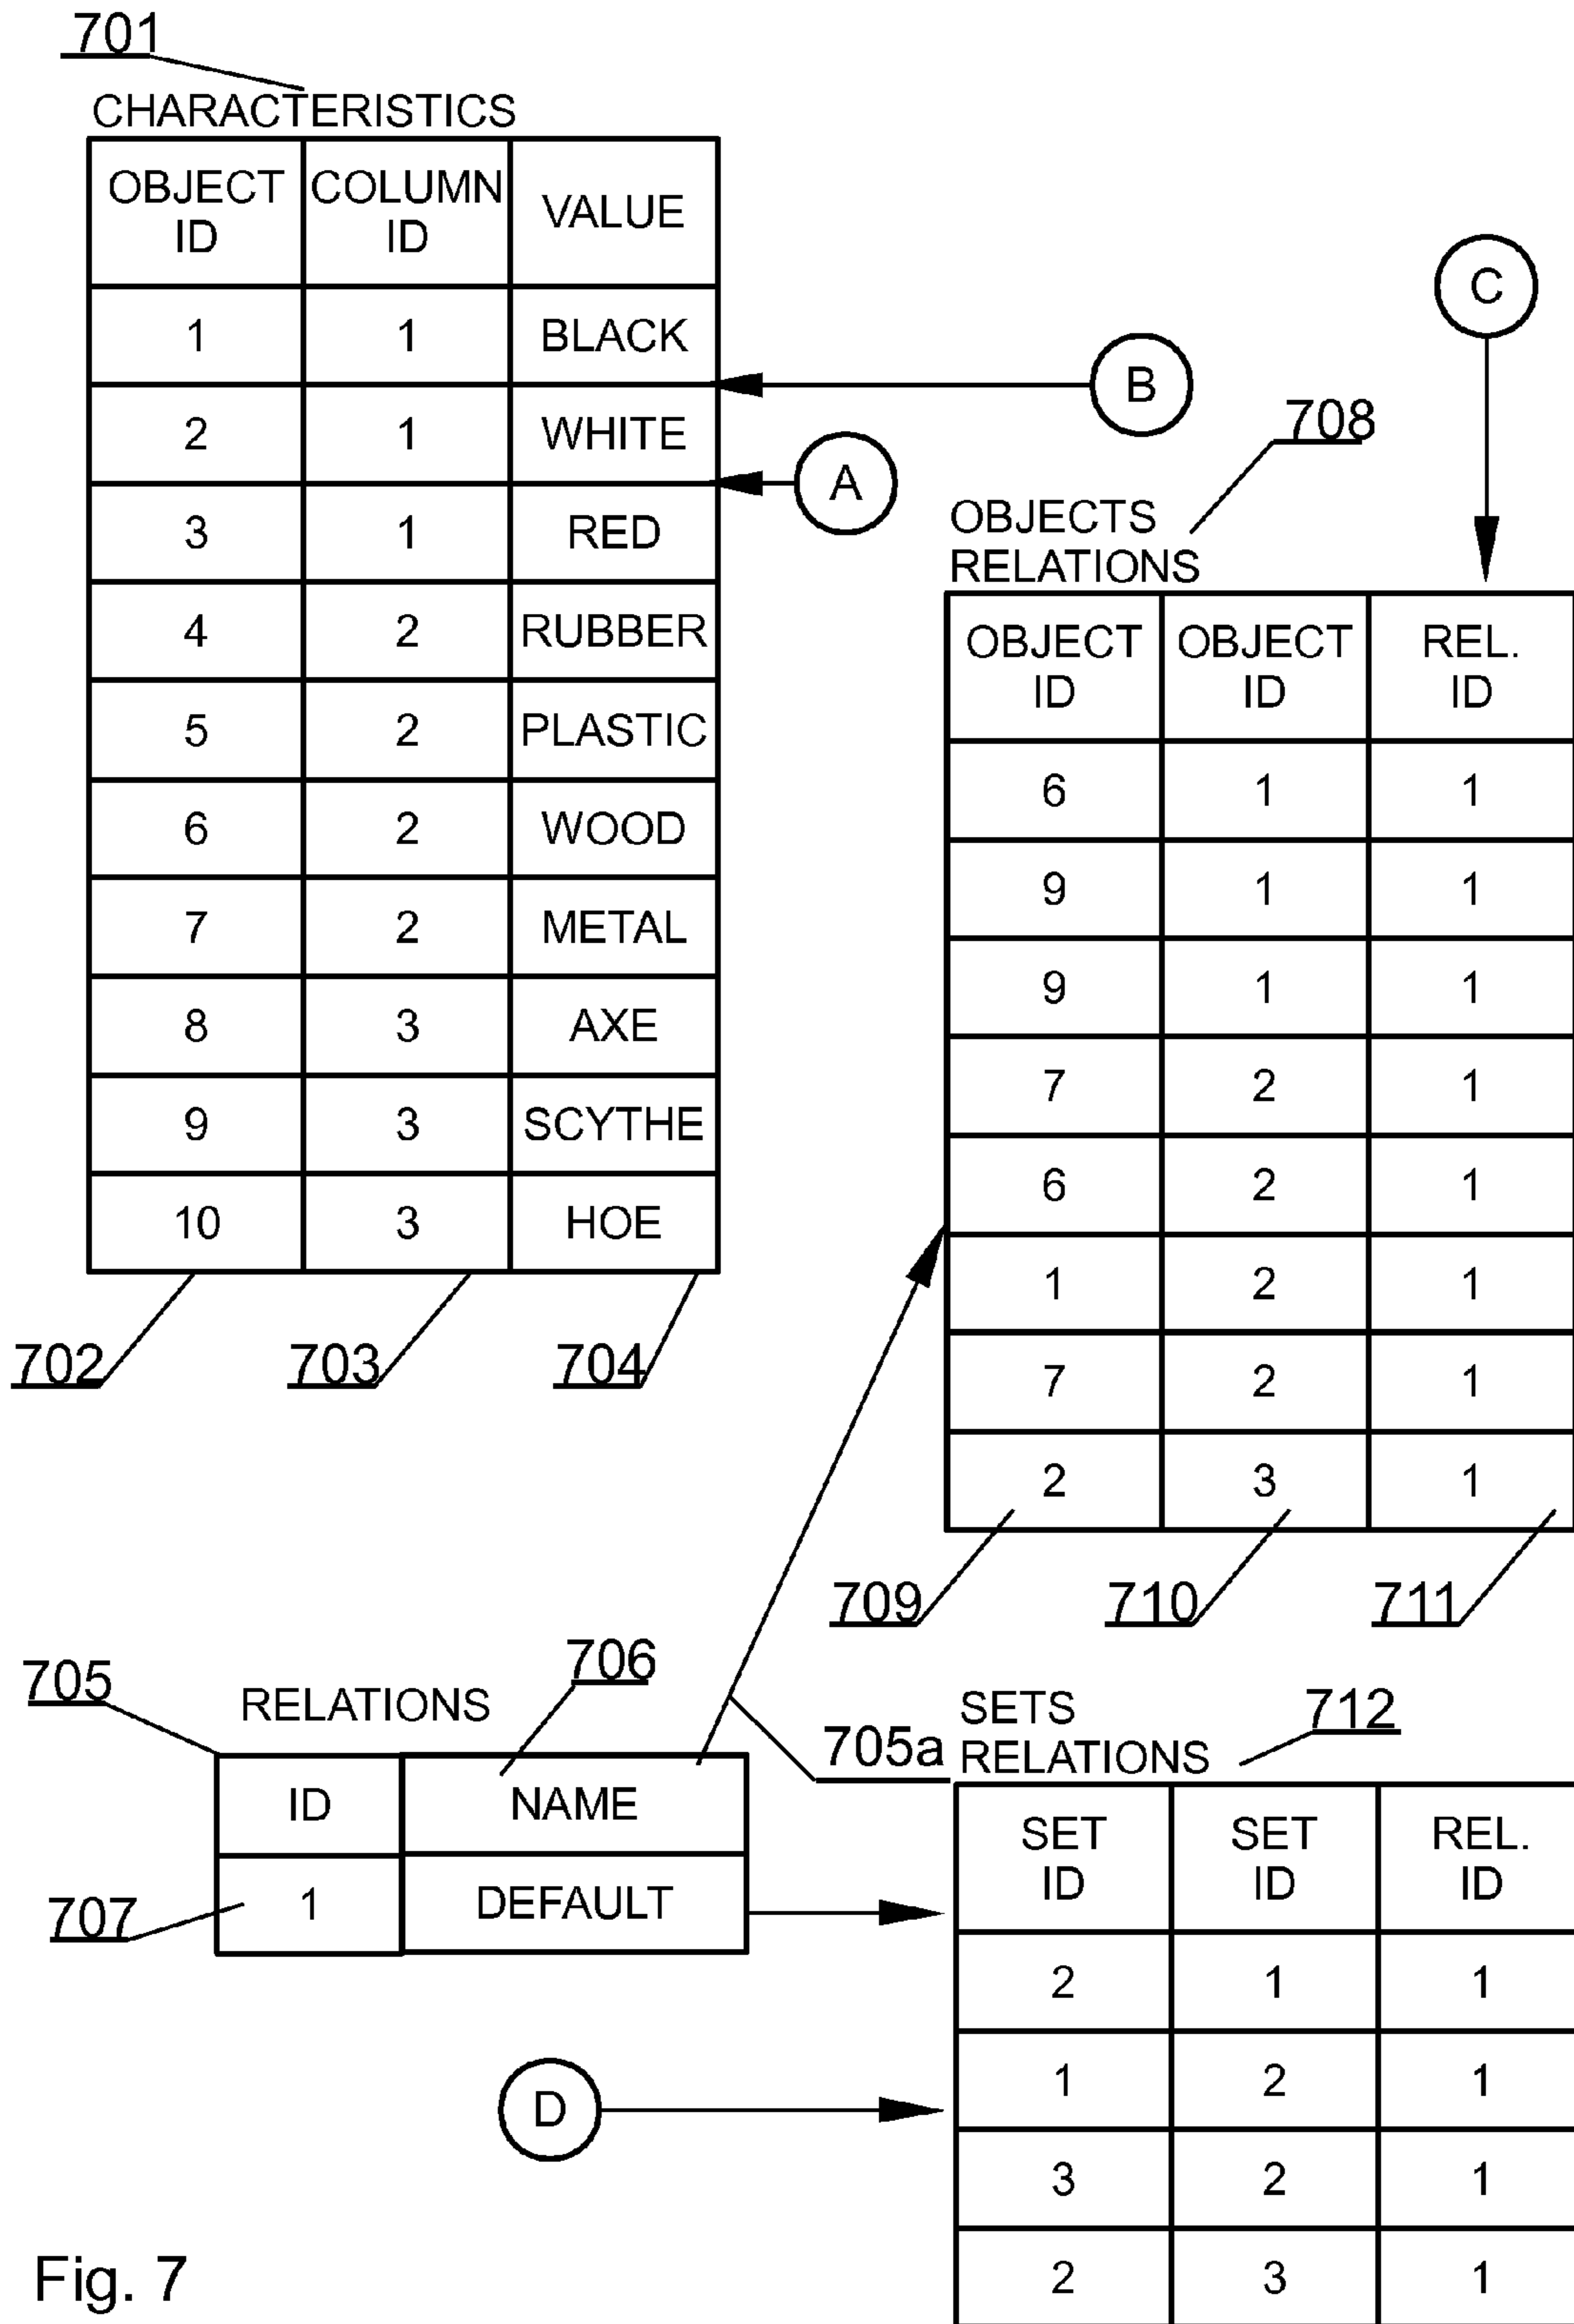 701
CHARACTERISTICS
OBJECT ID COLUMN ID VALUE
1 1 BLACK
2 1 WHITE
3 1 RED
4 2 RUBBER
5 2 PLASTIC
6 2 WOOD
7 2 METAL
8 3 AXE
9 3 SCYTHE
10 3 HOE
702 703 704
B
A
C
708
OBJECTS
RELATIONS
OBJECT ID OBJECT ID REL. ID
6 1 1
9 1 1
9 1 1
7 2 1
6 2 1
1 2 1
7 2 1
2 3 1
709 710 711
705
RELATIONS
706
ID NAME
1 DEFAULT
707
705a
D
SETS
RELATIONS
712
SET ID SET ID REL. ID
2 1 1
1 2 1
3 2 1
2 3 1
Fig. 7